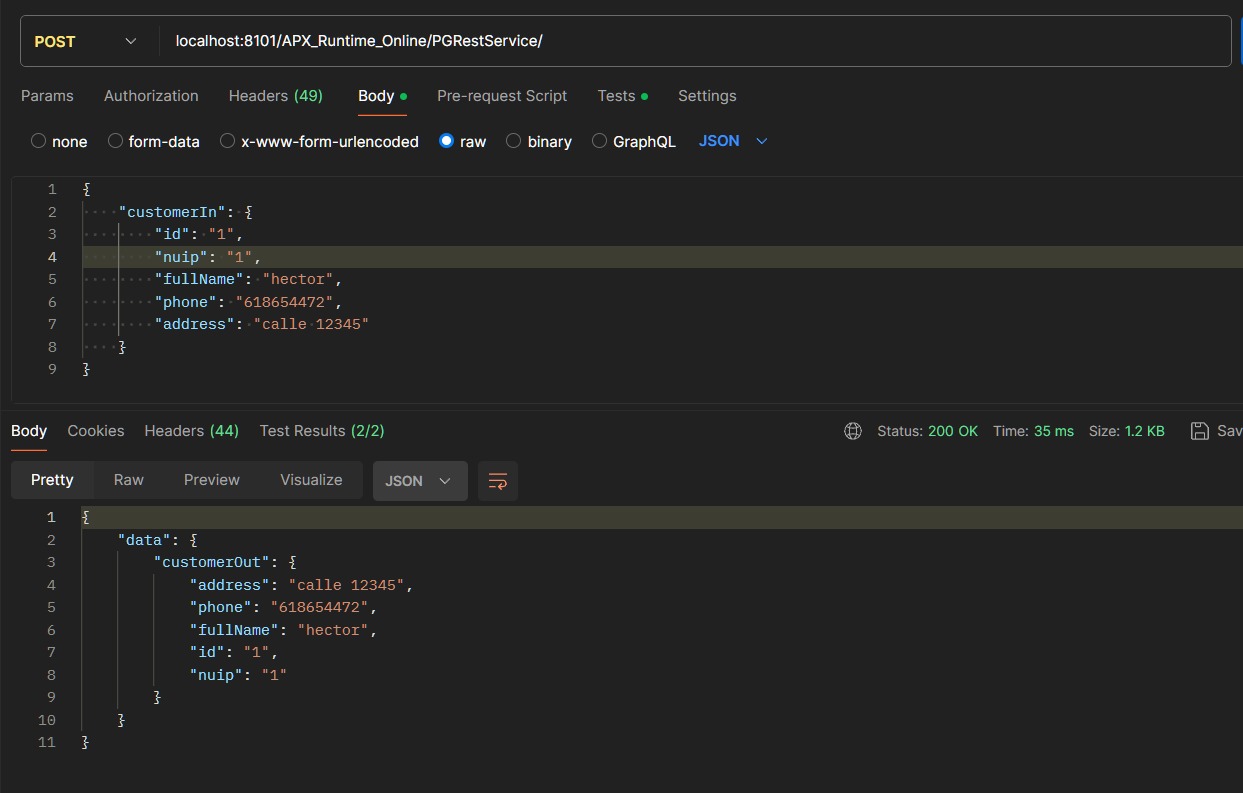 POST localhost:8101/APX_Runtime_Online/PGRestService/
Params Authorization Headers (49) Body Pre-request Script Tests Settings
none form-data x-www-form-urlencoded raw binary GraphQL JSON
1 {
2 "customerIn": {
3 "id": "1",
4 "nuip": "1",
5 "fullName": "hector",
6 "phone": "618654472",
7 "address": "calle 12345"
8 }
9 }
Body Cookies Headers (44) Test Results (2/2) Status: 200 OK Time: 35 ms Size: 1.2 KB Sav
Pretty Raw Preview Visualize JSON
1 {
2 "data": {
3 "customerOut": {
4 "address": "calle 12345",
5 "phone": "618654472",
6 "fullName": "hector",
7 "id": "1",
8 "nuip": "1"
9 }
10 }
11 }